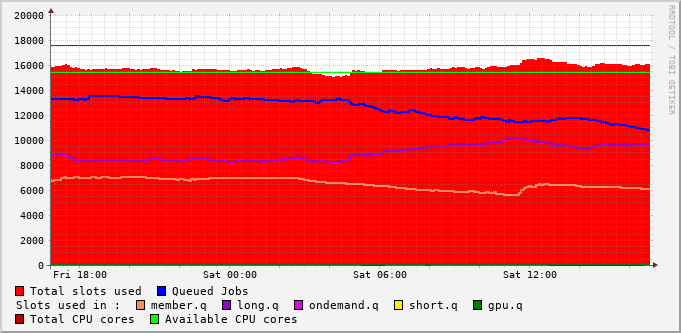 20000
18000
16000
14000
12000
10000
8000
6000
4000
2000
0
Fri 18:00 Sat 00:00 Sat 06:00 Sat 12:00
Total slots used Queued Jobs
Slots used in : member.q long.q ondemand.q short.q gpu.q
Total CPU cores Available CPU cores
RRDTOOL / TOBI OETIKER